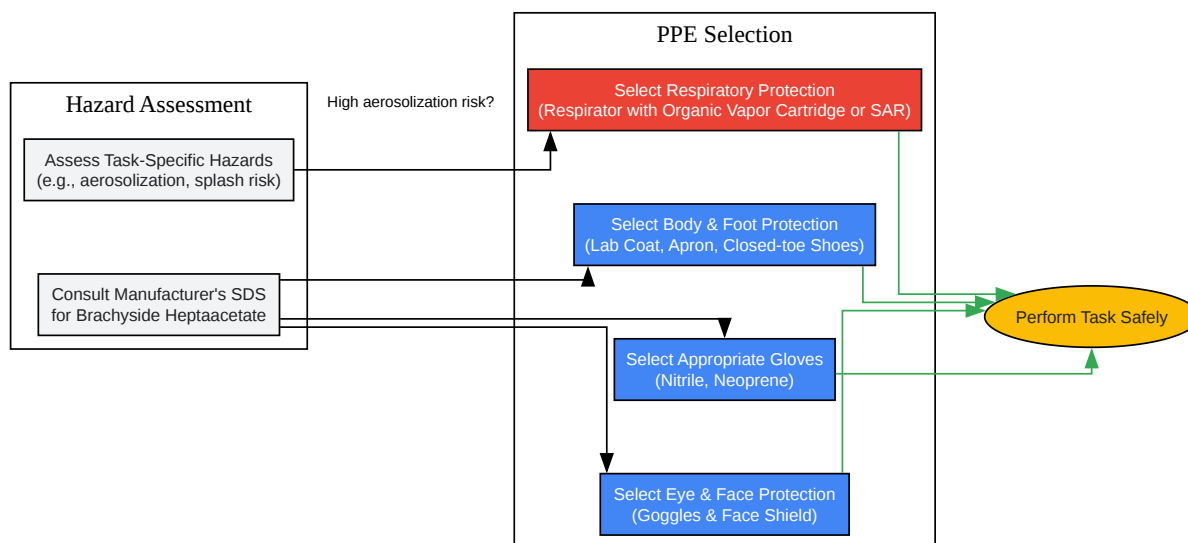 Hazard Assessment
Assess Task-Specific Hazards
(e.g., aerosolization, splash risk)
Consult Manufacturer's SDS
for Brachyside Heptaacetate
High aerosolization risk?
PPE Selection
Select Respiratory Protection
(Respirator with Organic Vapor Cartridge or SAR)
Select Body & Foot Protection
(Lab Coat, Apron, Closed-toe Shoes)
Select Appropriate Gloves
(Nitrile, Neoprene)
Select Eye & Face Protection
(Goggles & Face Shield)
Perform Task Safely